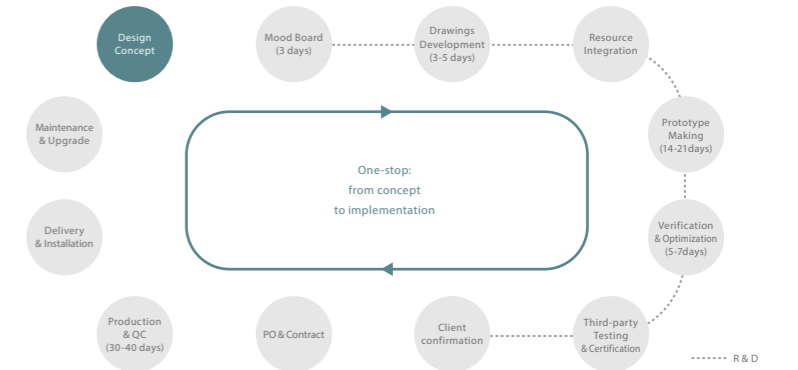 Design
Concept
Mood Board
(3 days)
Drawings
Development
(3-5 days)
Resource
Integration
Prototype
Making
(14-21days)
Verification
& Optimization
(5-7days)
Third-party
Testing
& Certification
Client
confirmation
PO & Contract
Production
& QC
(30-40 days)
Delivery
& Installation
Maintenance
& Upgrade
One-stop:
from concept
to implementation
R & D